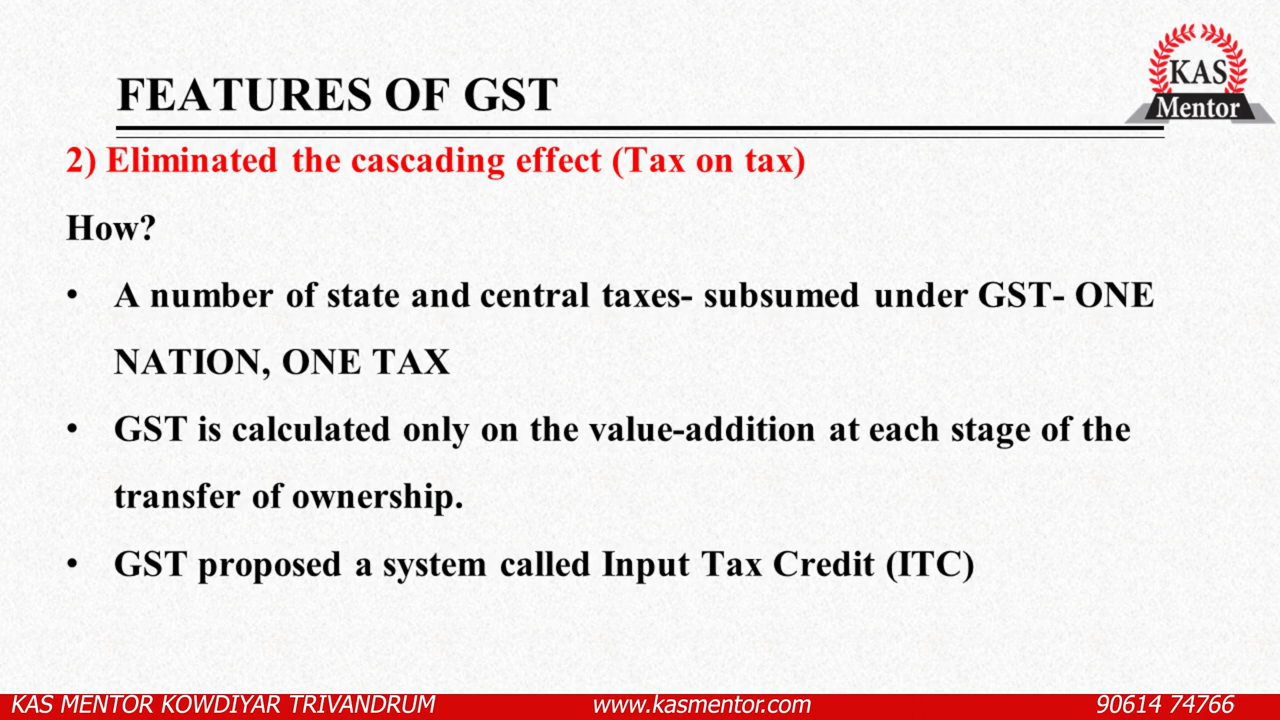 KAS
Mentor
FEATURES OF GST
2) Eliminated the cascading effect (Tax on tax)
How?
• A number of state and central taxes- subsumed under GST- ONE
NATION, ONE TAX
• GST is calculated only on the value-addition at each stage of the
transfer of ownership.
• GST proposed a system called Input Tax Credit (ITC)
KAS MENTOR KOWDIYAR TRIVANDRUM www.kasmentor.com 90614 74766